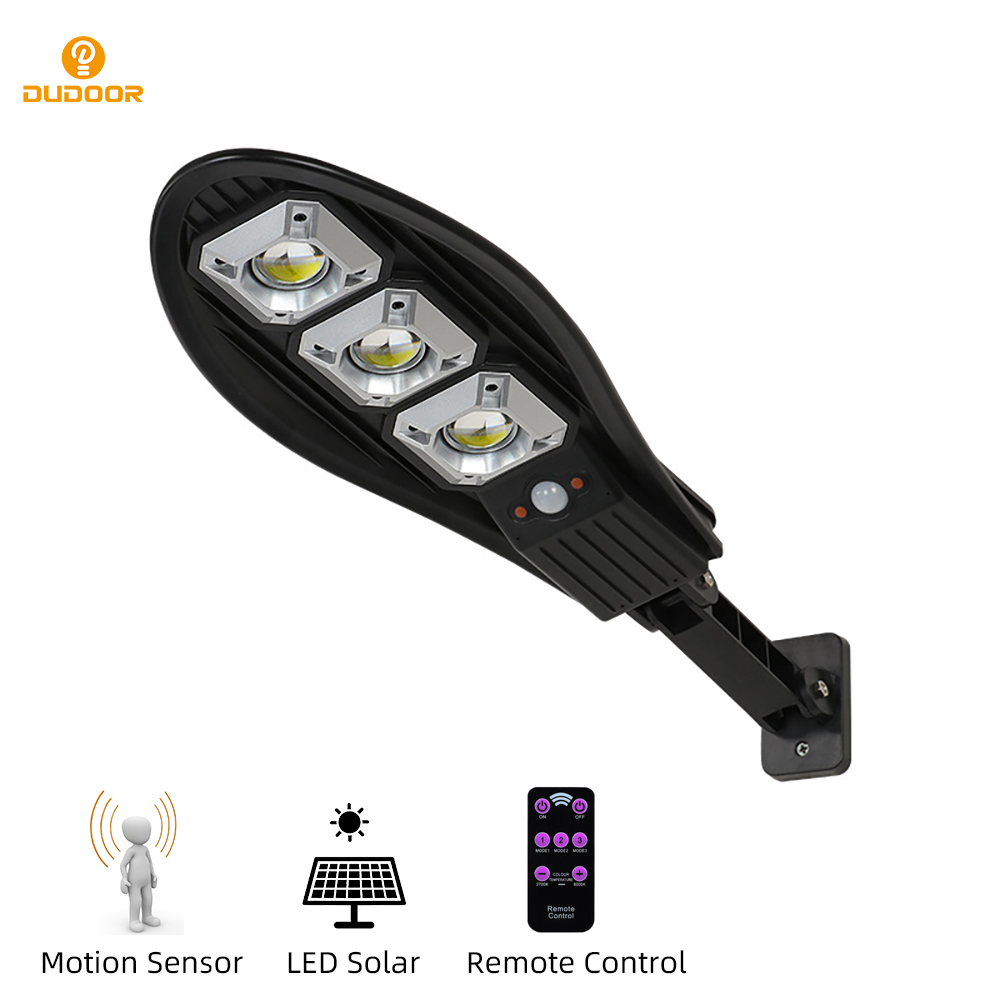 DUDOOR
ON OFF
1 2 3
MODE1 MODE2 MODE3
COLOUR
TEMPERATURE
2700K 6000K
Remote
Control
Motion Sensor LED Solar Remote Control